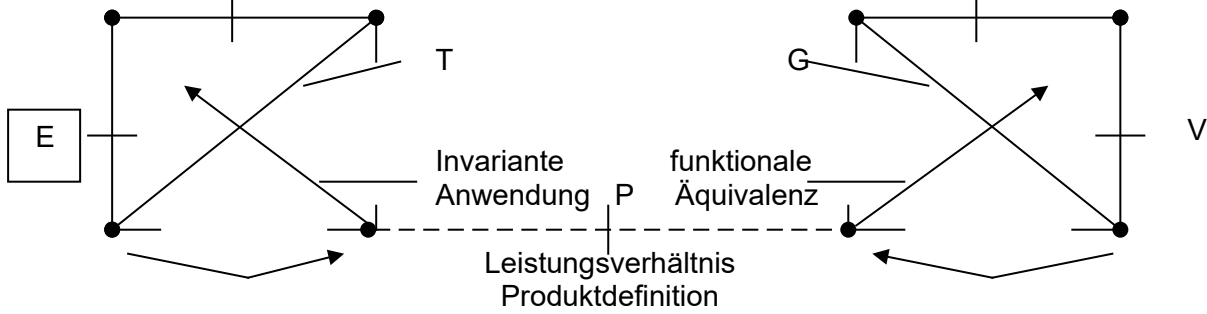 T
G
E
V
Invariante
Anwendung
funktionale
Äquivalenz
P
Leistungsverhältnis
Produktdefinition